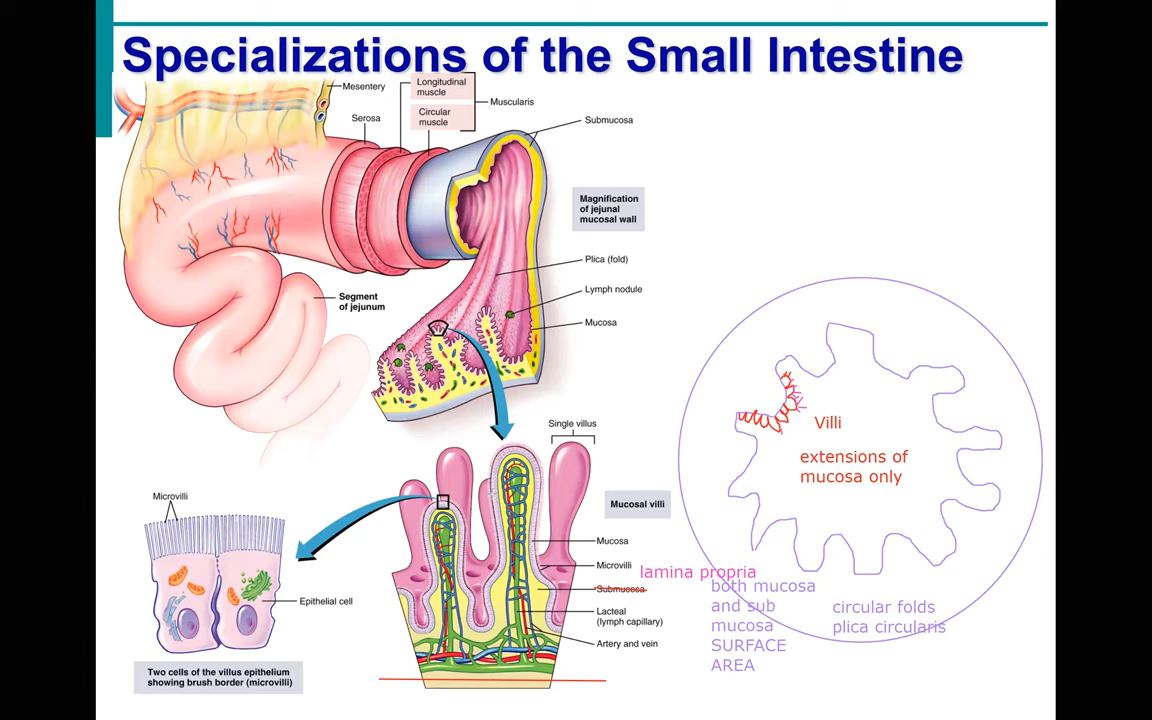 Specializations of the Small Intestine
Mesentery
Longitudinal
muscle
Muscularis
Serosa
Circular
muscle
Submucosa
Magnification
of jejunal
mucosal wall
Plica (fold)
Lymph nodule
Segment
of jejunum
Mucosa
Single villus
Villi
extensions of
mucosa only
Microvilli
Mucosal villi
Mucosa
Microvilli
lamina propria
Submucosa
both mucosa
and sub
mucosa
SURFACE
AREA
circular folds
plica circularis
Epithelial cell
Lacteal
(lymph capillary)
Artery and vein
Two cells of the villus epithelium
showing brush border (microvilli)